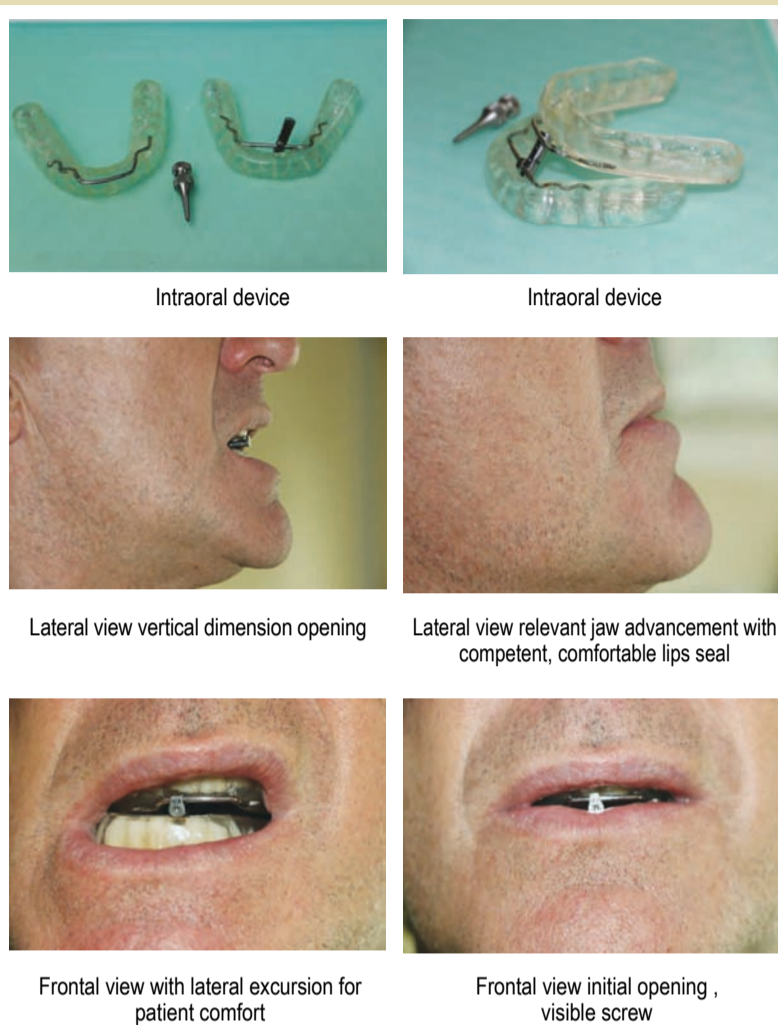 Intraoral device
Intraoral device
Lateral view vertical dimension opening
Lateral view relevant jaw advancement with
competent, comfortable lips seal
Frontal view with lateral excursion for
patient comfort
Frontal view initial opening ,
visible screw